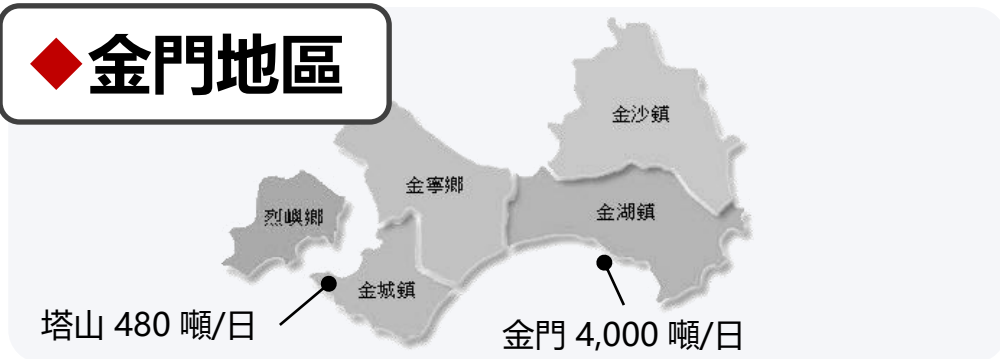 ◆金門地區
金沙鎮
金寧鄉
烈嶼鄉
金湖鎮
金城鎮
塔山 480 噸/日
金門 4,000 噸/日